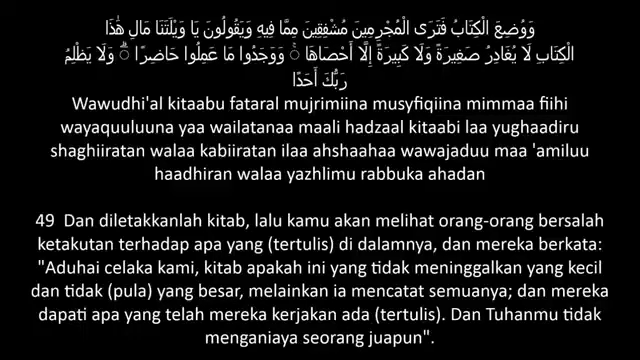 وَوُضِعَ الْكِتَابُ فَتَرَى الْمُجْرِمِينَ مُشْفِقِينَ مِمَّا فِيهِ وَيَقُولُونَ يَا وَيْلَتَنَا مَالِ هَٰذَا
الْكِتَابِ لَا يُغَادِرُ صَغِيرَةً وَلَا كَبِيرَةً إِلَّا أَحْصَاهَا ۚ وَوَجَدُوا مَا عَمِلُوا حَاضِرًا ۗ وَلَا يَظْلِمُ
رَبُّكَ أَحَدًا
Wawudhi'al kitaabu fataral mujrimiina musyfiqiina mimmaa fiihi
wayaquuluuna yaa wailatanaa maali hadzaal kitaabi laa yughaadiru
shaghiiratan walaa kabiiratan ilaa ahshaahaa wawajaduu maa 'amiluu
haadhiran walaa yazhlimu rabbuka ahadan
49 Dan diletakkanlah kitab, lalu kamu akan melihat orang-orang bersalah
ketakutan terhadap apa yang (tertulis) di dalamnya, dan mereka berkata:
"Aduhai celaka kami, kitab apakah ini yang tidak meninggalkan yang kecil
dan tidak (pula) yang besar, melainkan ia mencatat semuanya; dan mereka
dapati apa yang telah mereka kerjakan ada (tertulis). Dan Tuhanmu tidak
menganiaya seorang juapun".